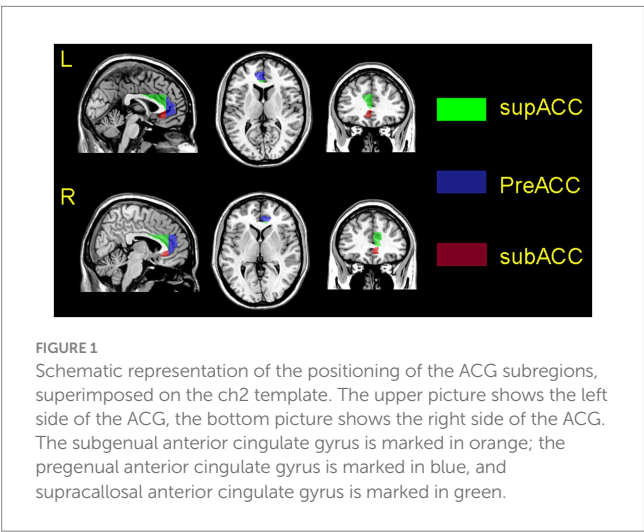 L
supACC
PreACC
R
subACC
FIGURE 1
Schematic representation of the positioning of the ACG subregions,
superimposed on the ch2 template. The upper picture shows the left
side of the ACG, the bottom picture shows the right side of the ACG.
The subgenual anterior cingulate gyrus is marked in orange; the
pregenual anterior cingulate gyrus is marked in blue, and
supracallosal anterior cingulate gyrus is marked in green.